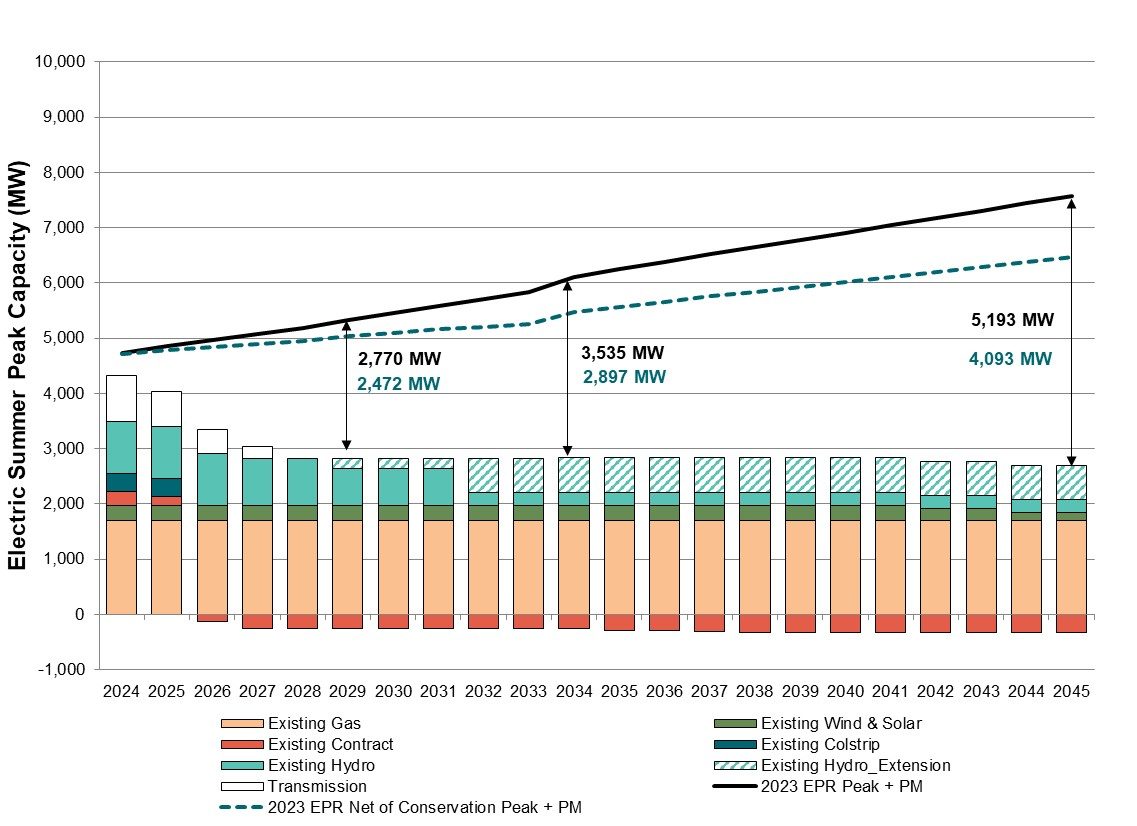 Electric Summer Peak Capacity (MW)
10,000
9,000
8,000
7,000
6,000
5,000
4,000
3,000
2,000
1,000
0
-1,000
2,770 MW
2,472 MW
3,535 MW
2,897 MW
5,193 MW
4,093 MW
2024 2025 2026 2027 2028 2029 2030 2031 2032 2033 2034 2035 2036 2037 2038 2039 2040 2041 2042 2043 2044 2045
Existing Gas
Existing Wind & Solar
Existing Contract
Existing Colstrip
Existing Hydro
Existing Hydro_Extension
Transmission
2023 EPR Peak + PM
2023 EPR Net of Conservation Peak + PM